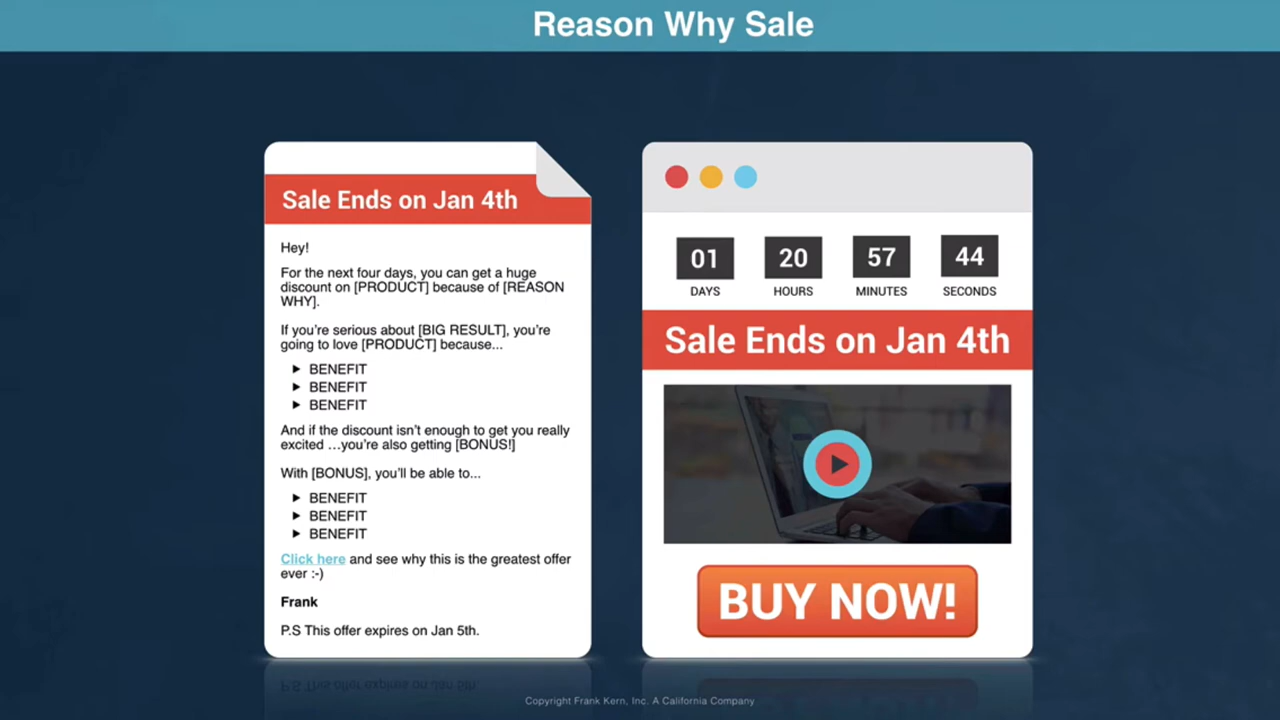 Reason Why Sale
Sale Ends on Jan 4th
Hey!
For the next four days, you can get a huge
discount on [PRODUCT] because of [REASON
WHY].
If you’re serious about [BIG RESULT], you’re
going to love [PRODUCT] because...
► BENEFIT
► BENEFIT
► BENEFIT
And if the discount isn’t enough to get you really
excited …you’re also getting [BONUS!]
With [BONUS], you’ll be able to...
► BENEFIT
► BENEFIT
► BENEFIT
Click here and see why this is the greatest offer
ever :-)
Frank
P.S This offer expires on Jan 5th.
01 20 57 44
DAYS HOURS MINUTES SECONDS
Sale Ends on Jan 4th
BUY NOW!
Copyright Frank Kern, Inc. A California Company